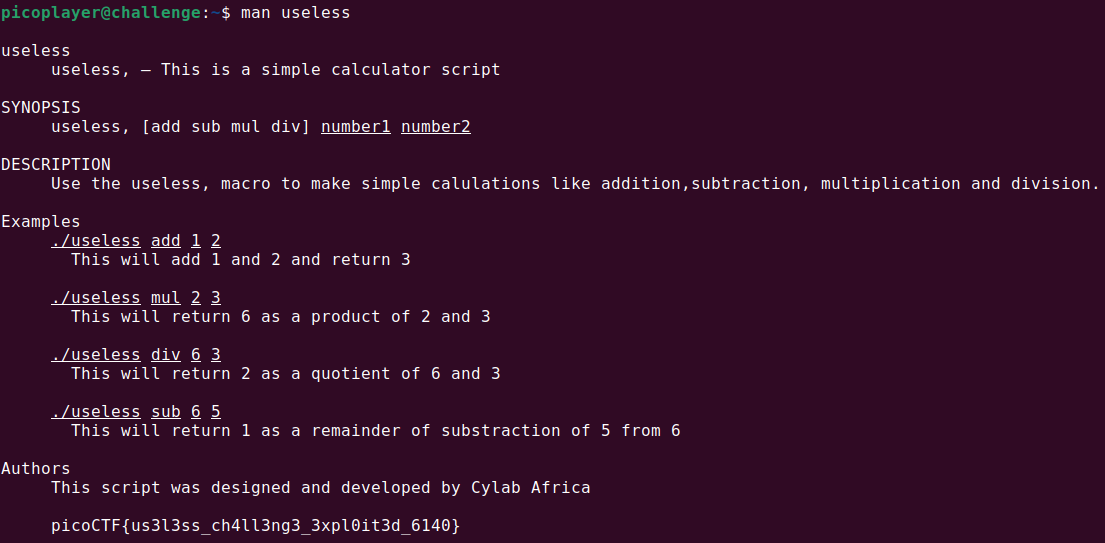 picoplayer@challenge:~$ man useless
useless
useless, — This is a simple calculator script
SYNOPSIS
useless, [add sub mul div] number1 number2
DESCRIPTION
Use the useless, macro to make simple calulations like addition,subtraction, multiplication and division.
Examples
./useless add 1 2
This will add 1 and 2 and return 3
./useless mul 2 3
This will return 6 as a product of 2 and 3
./useless div 6 3
This will return 2 as a quotient of 6 and 3
./useless sub 6 5
This will return 1 as a remainder of substraction of 5 from 6
Authors
This script was designed and developed by Cylab Africa
picoCTF{us3l3ss_ch4ll3ng3_3xpl0it3d_6140}